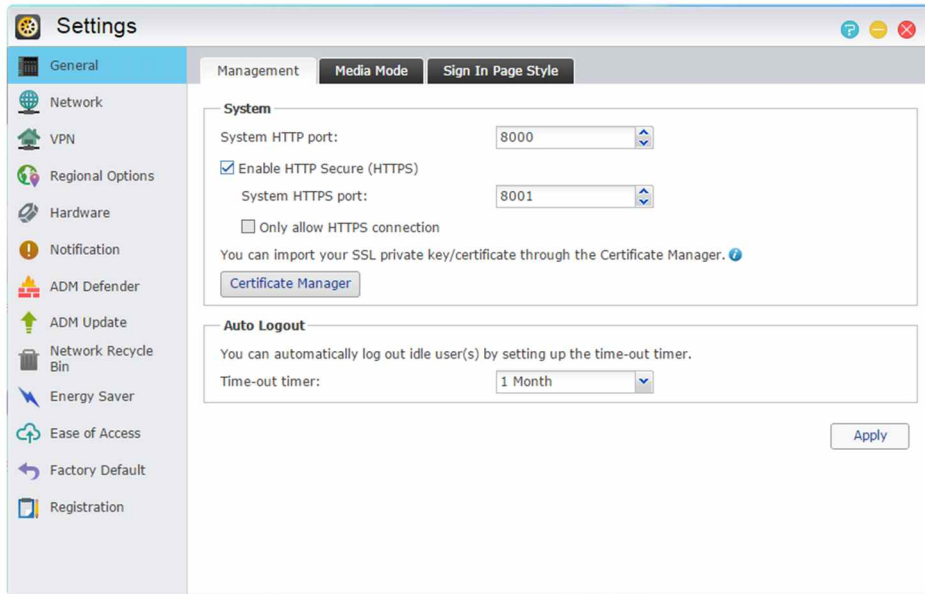 Settings
General
Network
VPN
Regional Options
Hardware
Notification
ADM Defender
ADM Update
Network Recycle
Bin
Energy Saver
Ease of Access
Factory Default
Registration
Management
Media Mode
Sign In Page Style
System
System HTTP port:
8000
Enable HTTP Secure (HTTPS)
System HTTPS port:
8001
Only allow HTTPS connection
You can import your SSL private key/certificate through the Certificate Manager.
Certificate Manager
Auto Logout
You can automatically log out idle user(s) by setting up the time-out timer.
Time-out timer:
1 Month
Apply